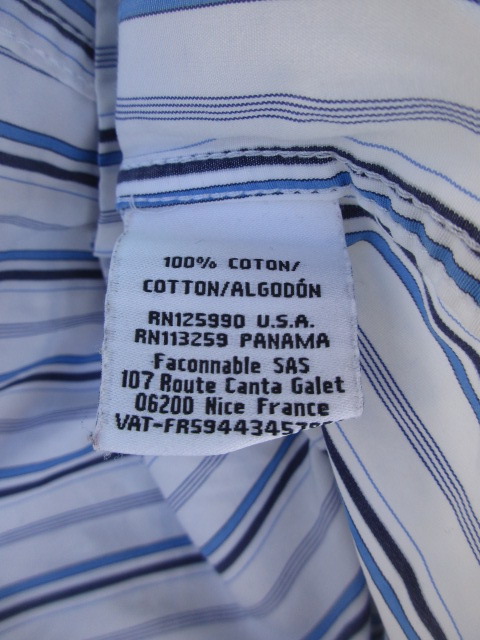 100% COTON/
COTTON/ALGODÓN
RN125990 U.S.A.
RN113259 PANAMA
Faconnable SAS
107 Route Canta Galet
06200 Nice France